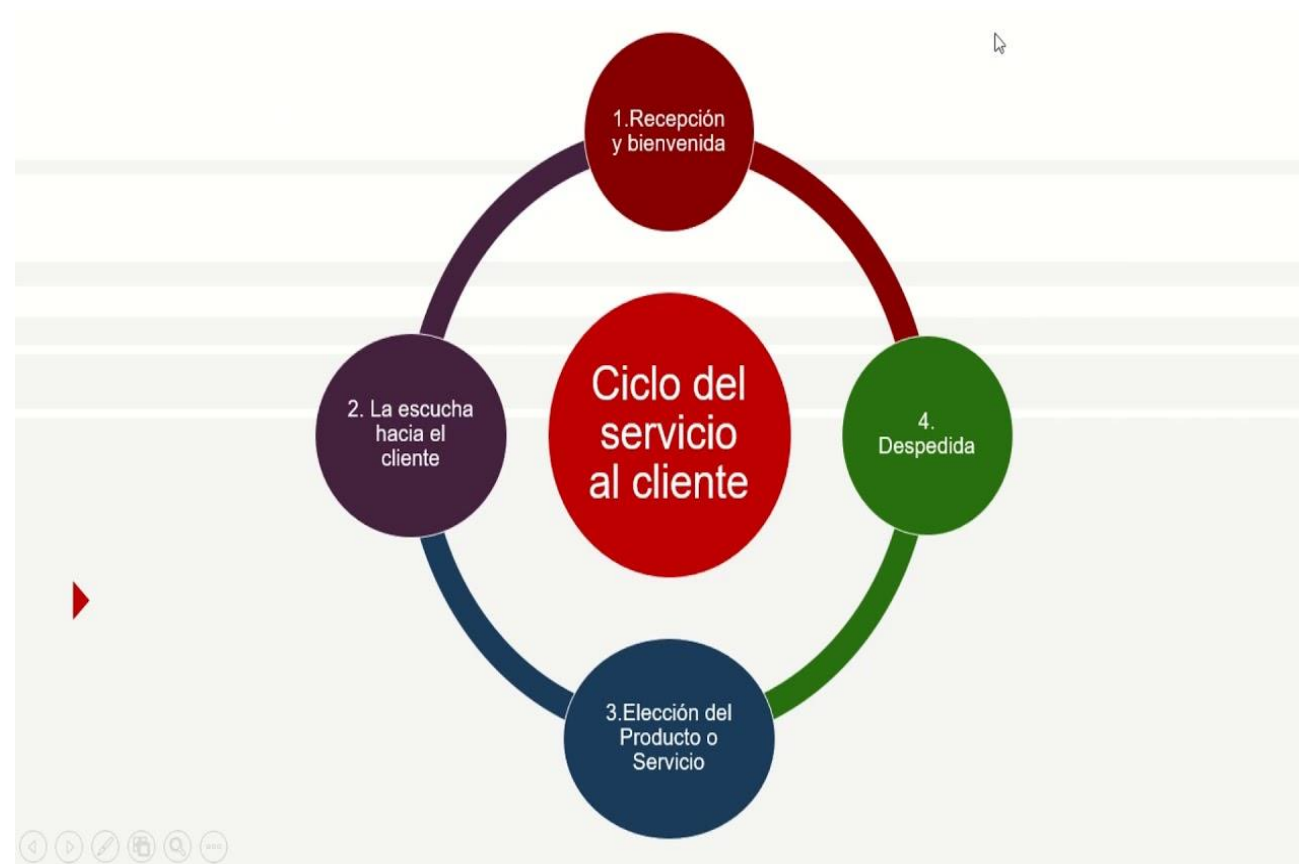 1.Recepción
y bienvenida
2. La escucha
hacia el
cliente
Ciclo del
servicio
al cliente
4.
Despedida
3.Elección del
Producto o
Servicio